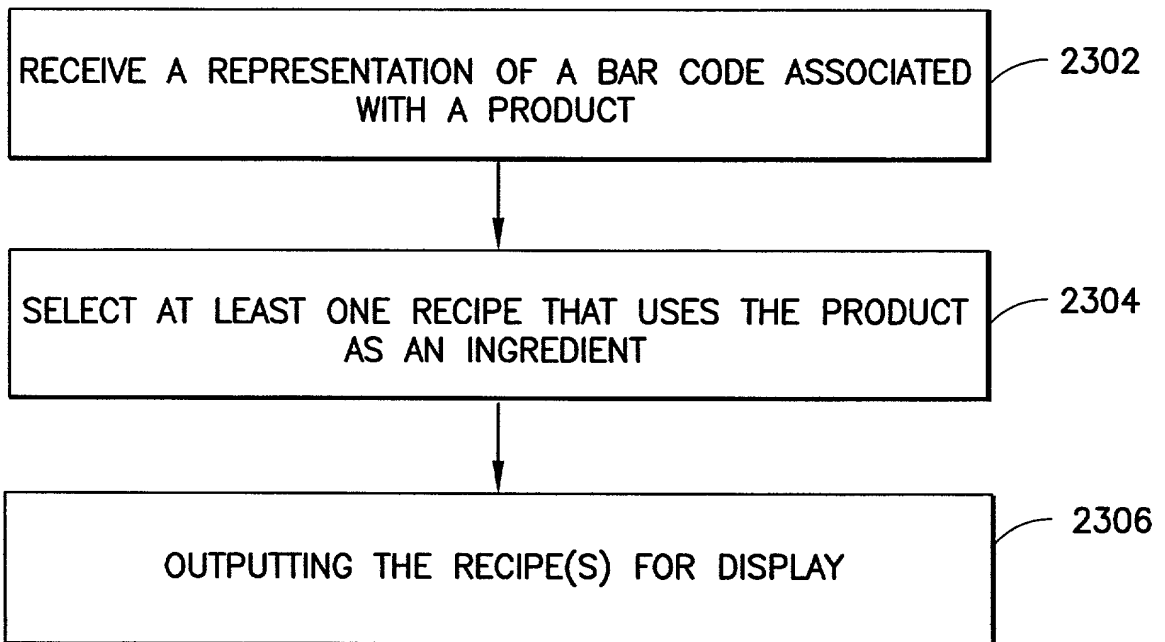 RECEIVE A REPRESENTATION OF A BAR CODE ASSOCIATED
WITH A PRODUCT
2302
SELECT AT LEAST ONE RECIPE THAT USES THE PRODUCT
AS AN INGREDIENT
2304
OUTPUTTING THE RECIPE(S) FOR DISPLAY
2306